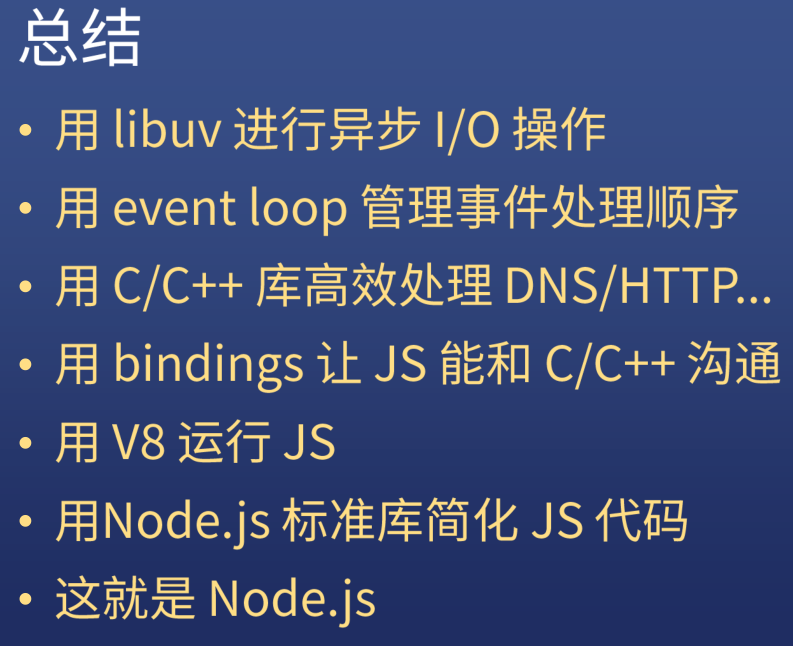 总结
• 用 libuv 进行异步 I/O 操作
• 用 event loop 管理事件处理顺序
• 用 C/C++ 库高效处理 DNS/HTTP...
• 用 bindings 让 JS 能和 C/C++ 沟通
• 用 V8 运行 JS
• 用Node.js 标准库简化 JS 代码
• 这就是 Node.js